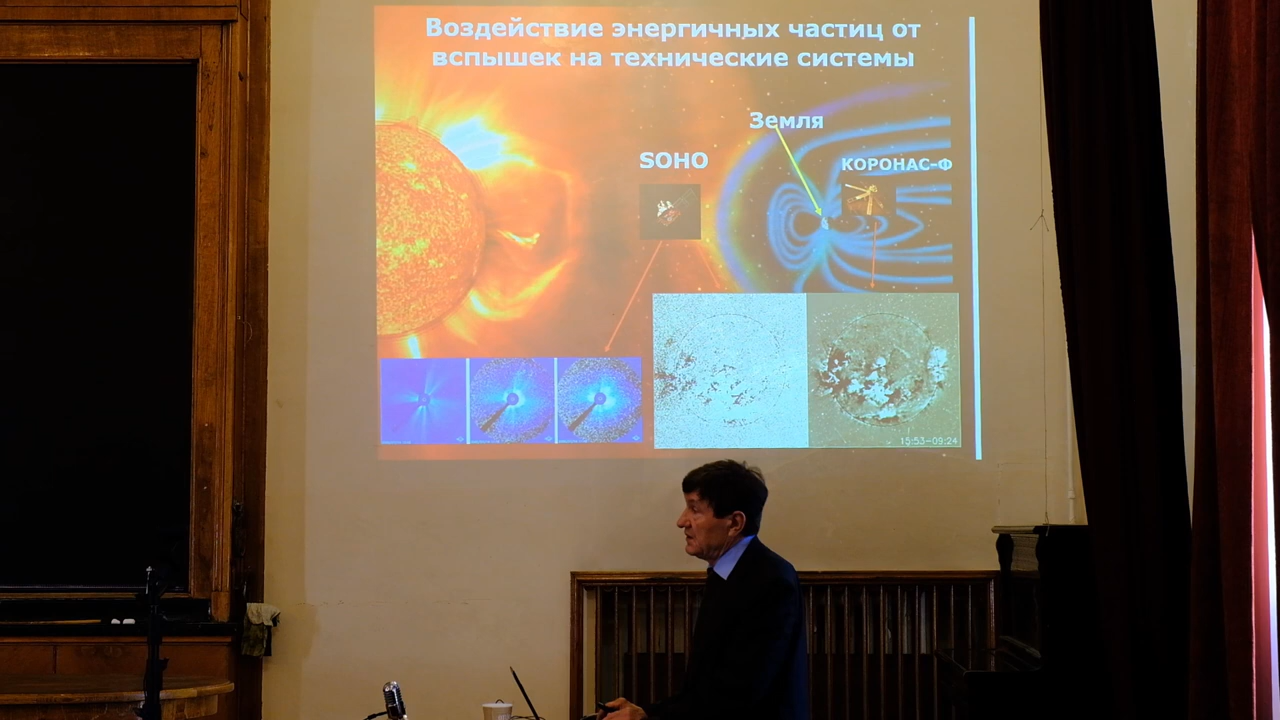 Воздействие энергичных частиц от
вспышек на технические системы
Земля
SOHO
КОРОНАС-Ф
15:53-09:24